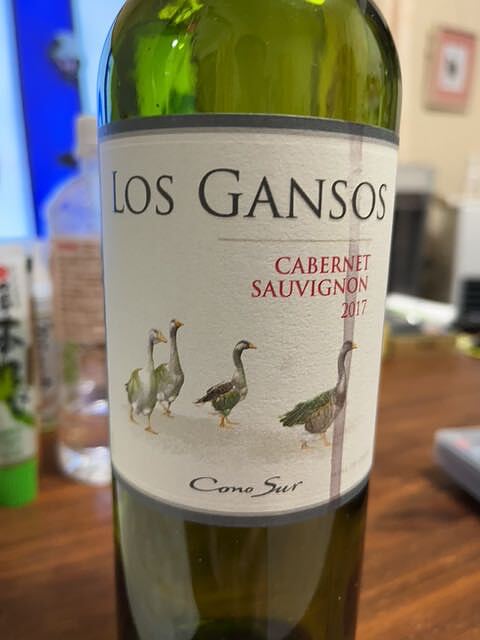 LOS GANSOS
CABERNET
SAUVIGNON
2017
Cono Sur